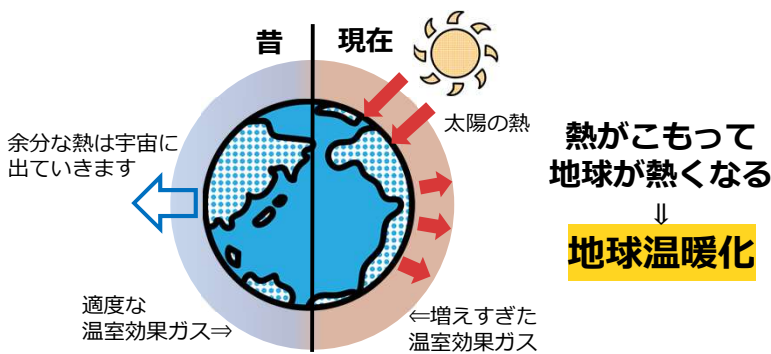 昔
現在
太陽の熱
余分な熱は宇宙に
出ていきます
適度な
温室効果ガス⇒
⇐増えすぎた
温室効果ガス
熱がこもって
地球が熱くなる
⇓
地球温暖化